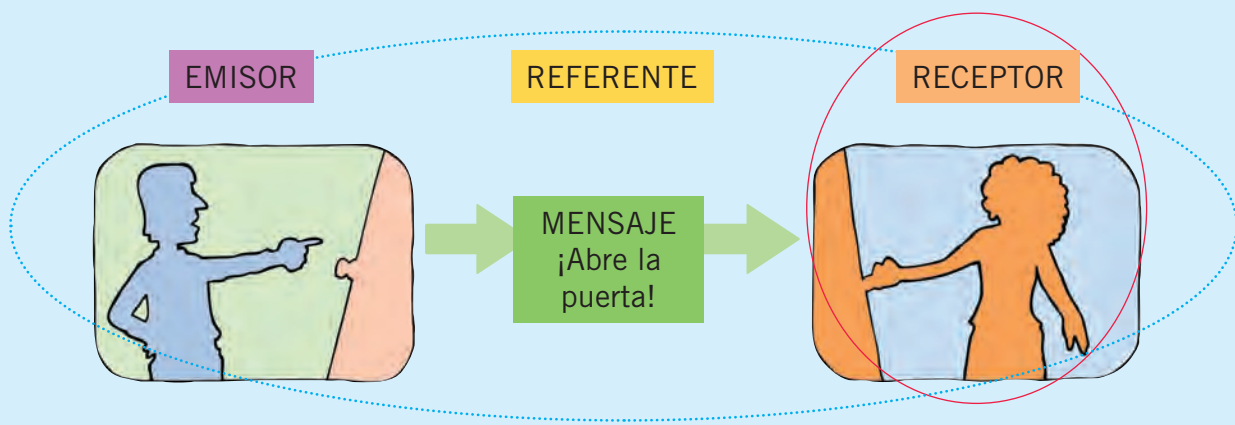 EMISOR
REFERENTE
RECEPTOR
MENSAJE
¡Abre la
puerta!